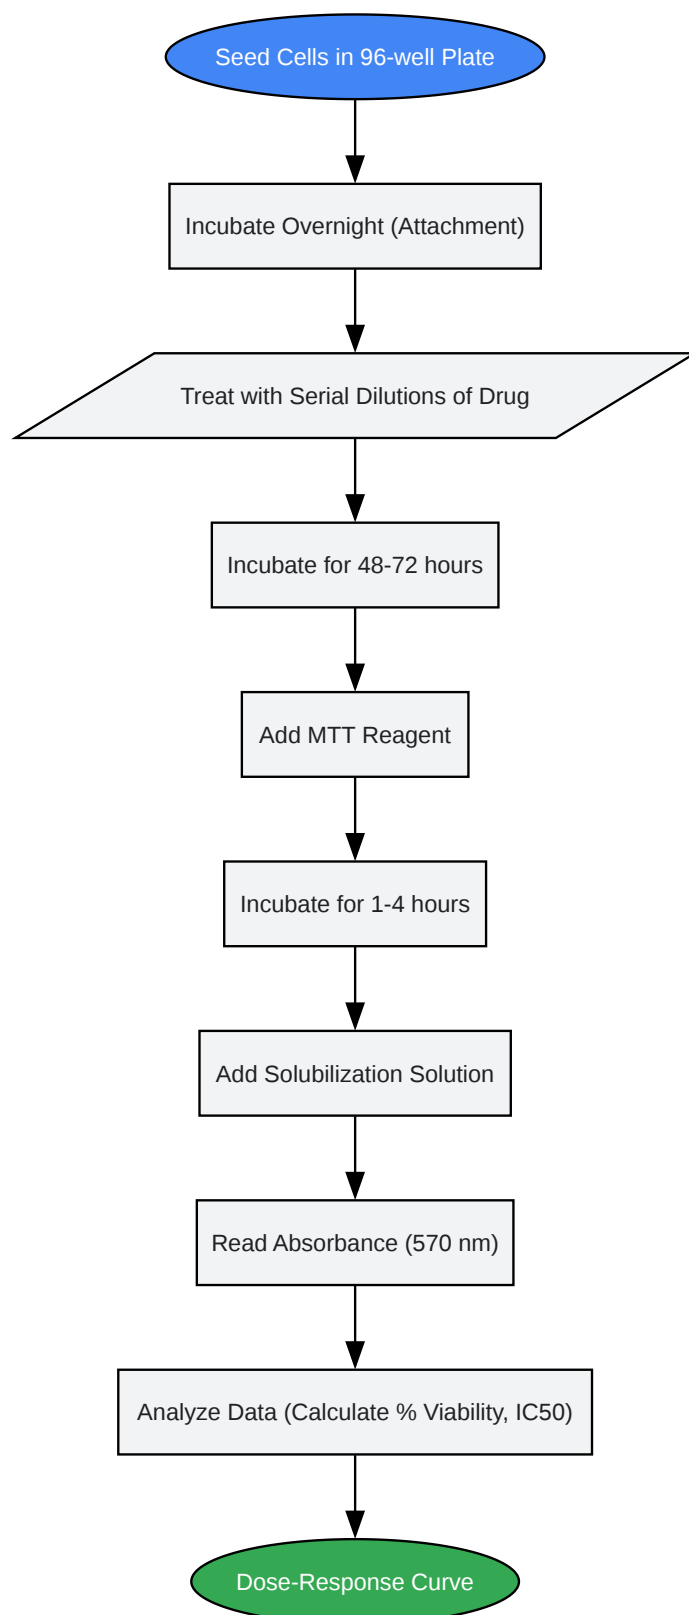 Seed Cells in 96-well Plate
Incubate Overnight (Attachment)
Treat with Serial Dilutions of Drug
Incubate for 48-72 hours
Add MTT Reagent
Incubate for 1-4 hours
Add Solubilization Solution
Read Absorbance (570 nm)
Analyze Data (Calculate % Viability, IC50)
Dose-Response Curve